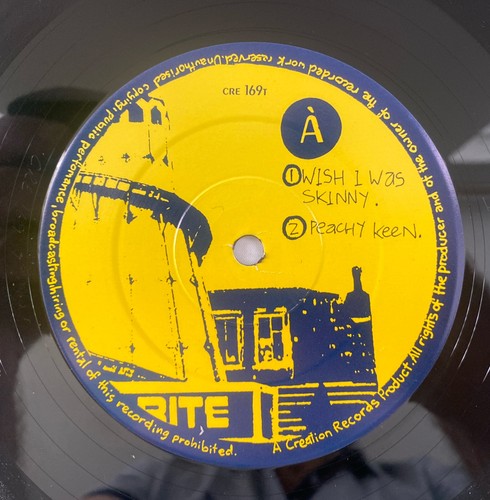 CRE 169T
À
1 WISH I WAS
SKINNY.
2 PEACHY KEEN.
RITE
A Creation Records Product All rights of the producer and of the owner of the recorded work reserved. Unauthorised copying, public performance, broadcasting, hiring or rental of this recording prohibited.